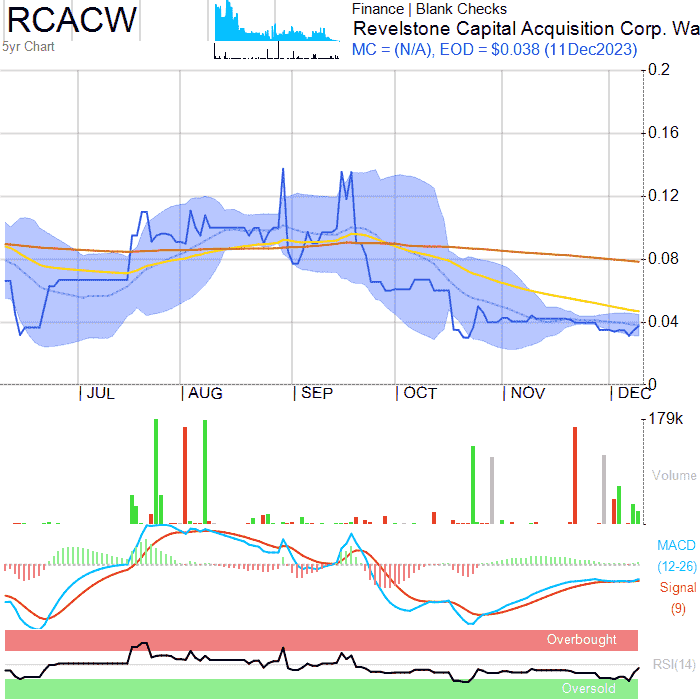 RCACW
5yr Chart
Finance | Blank Checks
Revelstone Capital Acquisition Corp. Wa
MC = (N/A), EOD = $0.038 (11Dec2023)
0.2
0.16
0.12
0.08
0.04
0
JUL AUG SEP OCT NOV DEC
179k
Volume
MACD
(12-26)
Signal
(9)
Overbought
RSI(14)
Oversold